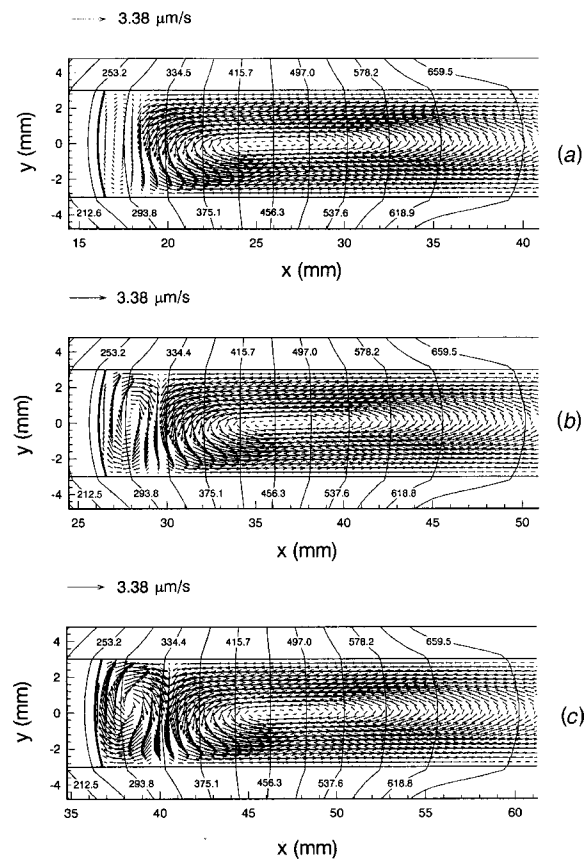 3.38 μm/s
253.2 334.5 415.7 497.0 578.2 659.5
4
2
0
-2
-4
y (mm)
(a)
212.6 293.8 375.1 456.3 537.6 618.9
15 20 25 30 35 40
x (mm)
3.38 μm/s
253.2 334.4 415.7 497.0 578.2 659.5
4
2
0
-2
-4
y (mm)
(b)
212.5 293.8 375.1 456.3 537.6 618.8
25 30 35 40 45 50
x (mm)
3.38 μm/s
253.2 334.4 415.7 497.0 578.2 659.5
4
2
0
-2
-4
y (mm)
(c)
212.5 293.8 375.1 456.3 537.6 618.8
35 40 45 50 55 60
x (mm)